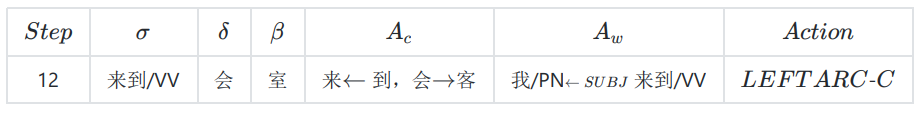 Step σ δ β A_c A_w Action
12 来到/VV 会 室 来← 到，会→客 我/PN← SUBJ 来到/VV LEFTARC-C